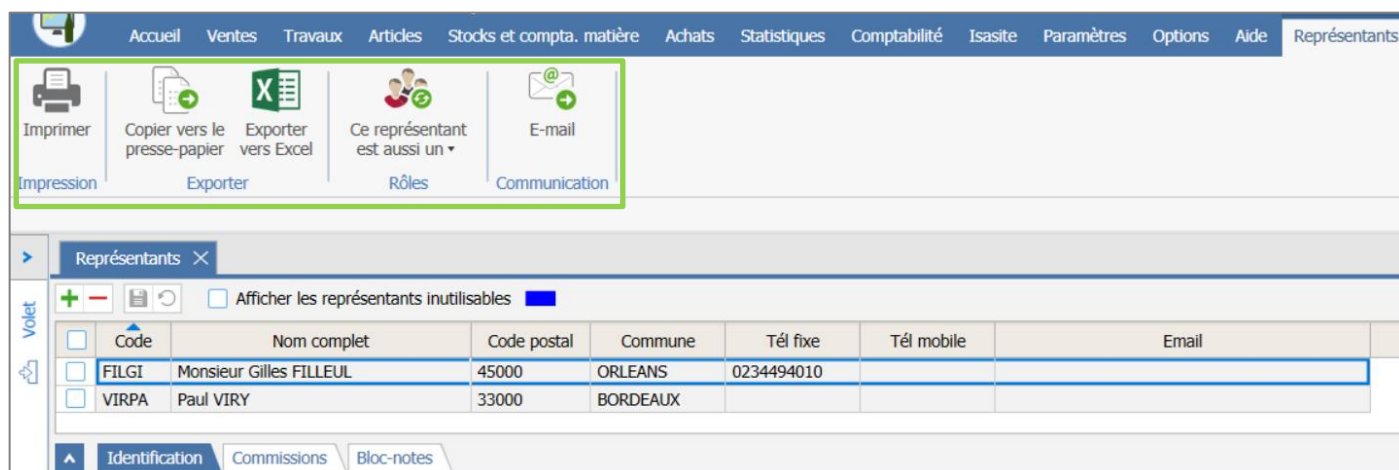 Accueil Ventes Travaux Articles Stocks et compta. matière Achats Statistiques Comptabilité Isasite Paramètres Options Aide Représentants
Imprimer
Copier vers le
presse-papier
Exporter
vers Excel
Ce représentant
est aussi un
E-mail
Impression Exporter Rôles Communication
Représentants
Volet
Afficher les représentants inutilisables
Code Nom complet Code postal Commune Tél fixe Tél mobile Email
FILGI Monsieur Gilles FILLEUL 45000 ORLEANS 0234494010
VIRPA Paul VIRY 33000 BORDEAUX
Identification Commissions Bloc-notes